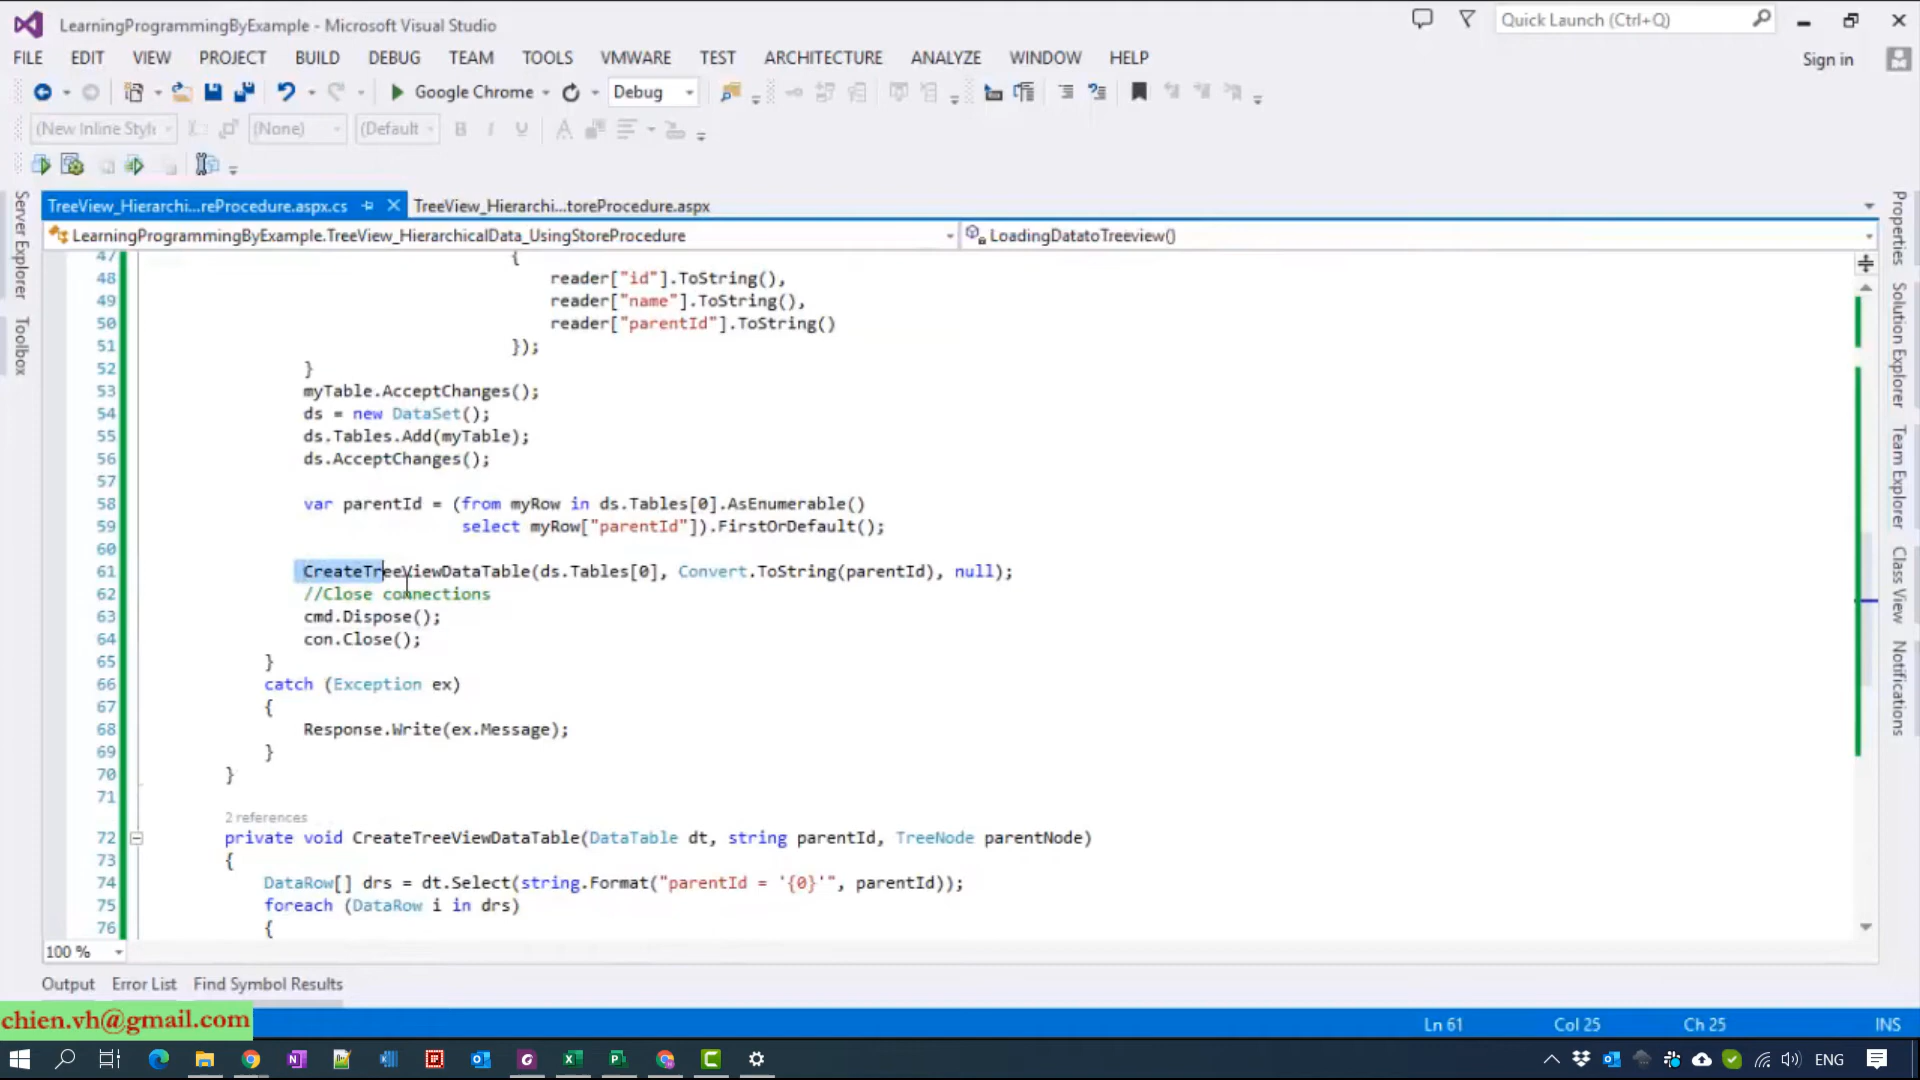 LearningProgrammingByExample - Microsoft Visual Studio
Quick Launch (Ctrl+Q)
FILE EDIT VIEW PROJECT BUILD DEBUG TEAM TOOLS VMWARE TEST ARCHITECTURE ANALYZE WINDOW HELP
Sign in
Google Chrome
Debug
(New Inline Style
(None)
(Default
TreeView_Hierarchi...reProcedure.aspx.cs
TreeView_Hierarchi...toreProcedure.aspx
LearningProgrammingByExample.TreeView_HierarchicalData_UsingStoreProcedure
LoadingDatatoTreeview()
Server Explorer
Toolbox
Properties
Solution Explorer
Team Explorer
Class View
Notifications
47 {
48 reader["id"].ToString(),
49 reader["name"].ToString(),
50 reader["parentId"].ToString()
51 });
52 }
53 myTable.AcceptChanges();
54 ds = new DataSet();
55 ds.Tables.Add(myTable);
56 ds.AcceptChanges();
57
58 var parentId = (from myRow in ds.Tables[0].AsEnumerable()
59 select myRow["parentId"]).FirstOrDefault();
60
61 CreateTreeViewDataTable(ds.Tables[0], Convert.ToString(parentId), null);
62 //Close connections
63 cmd.Dispose();
64 con.Close();
65 }
66 catch (Exception ex)
67 {
68 Response.Write(ex.Message);
69 }
70 }
71
2 references
72 private void CreateTreeViewDataTable(DataTable dt, string parentId, TreeNode parentNode)
73 {
74 DataRow[] drs = dt.Select(string.Format("parentId = '{0}'", parentId));
75 foreach (DataRow i in drs)
76 {
100 %
Output Error List Find Symbol Results
chien.vh@gmail.com
Ln 61 Col 25 Ch 25 INS
ENG